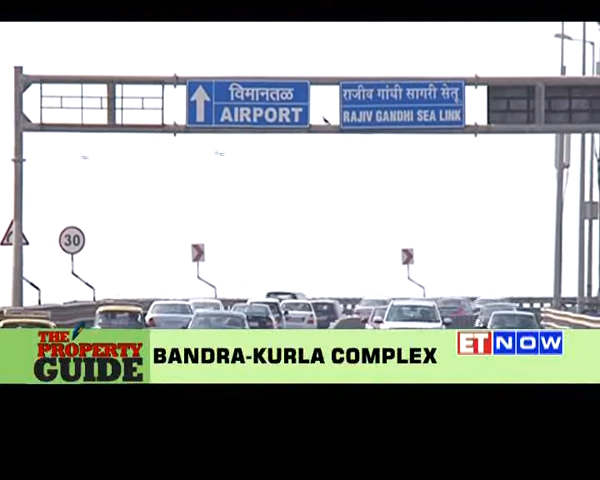 विमानतळ
AIRPORT
राजीव गांधी सागरी सेतू
RAJIV GANDHI SEA LINK
30
THE
PROPERTY
GUIDE
BANDRA-KURLA COMPLEX
ET NOW